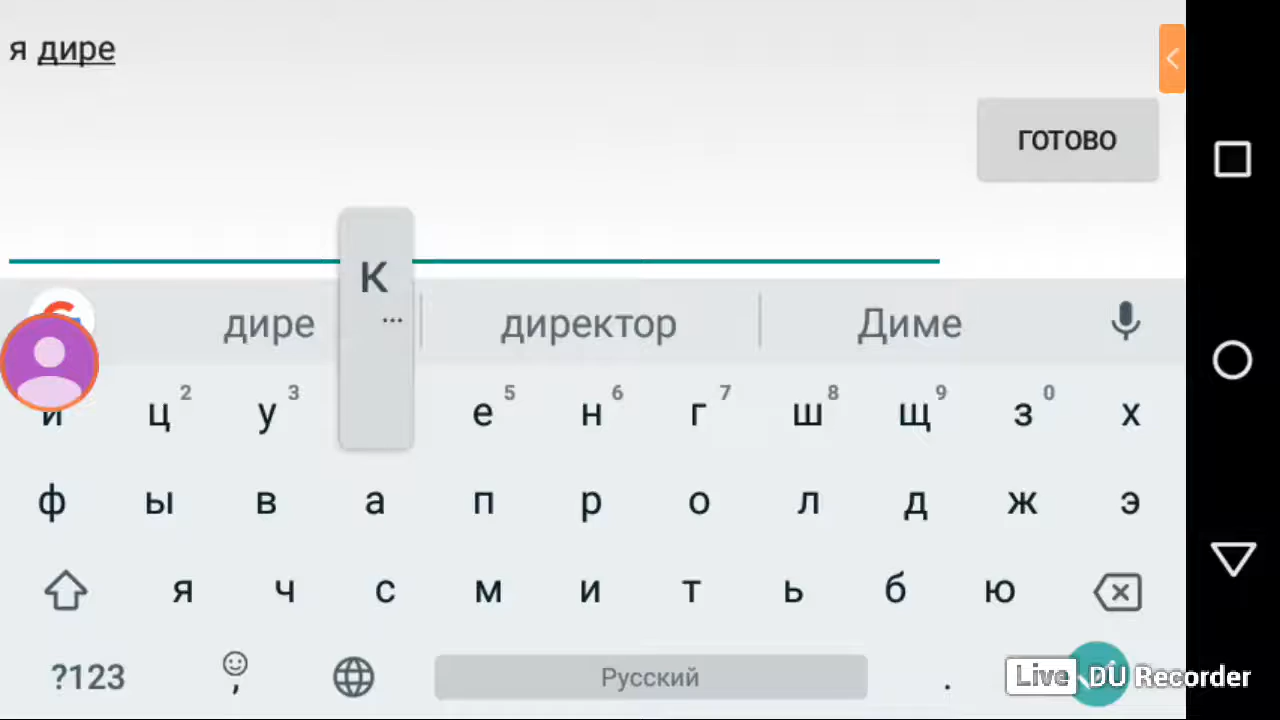 я дире
ГОТОВО
К
...
дире директор Диме
й ц 2 у 3 е 5 н 6 г 7 ш 8 щ 9 з 0 х
ф ы в а п р о л д ж э
я ч с м и т ь б ю
?123 , Русский .
Live DU Recorder